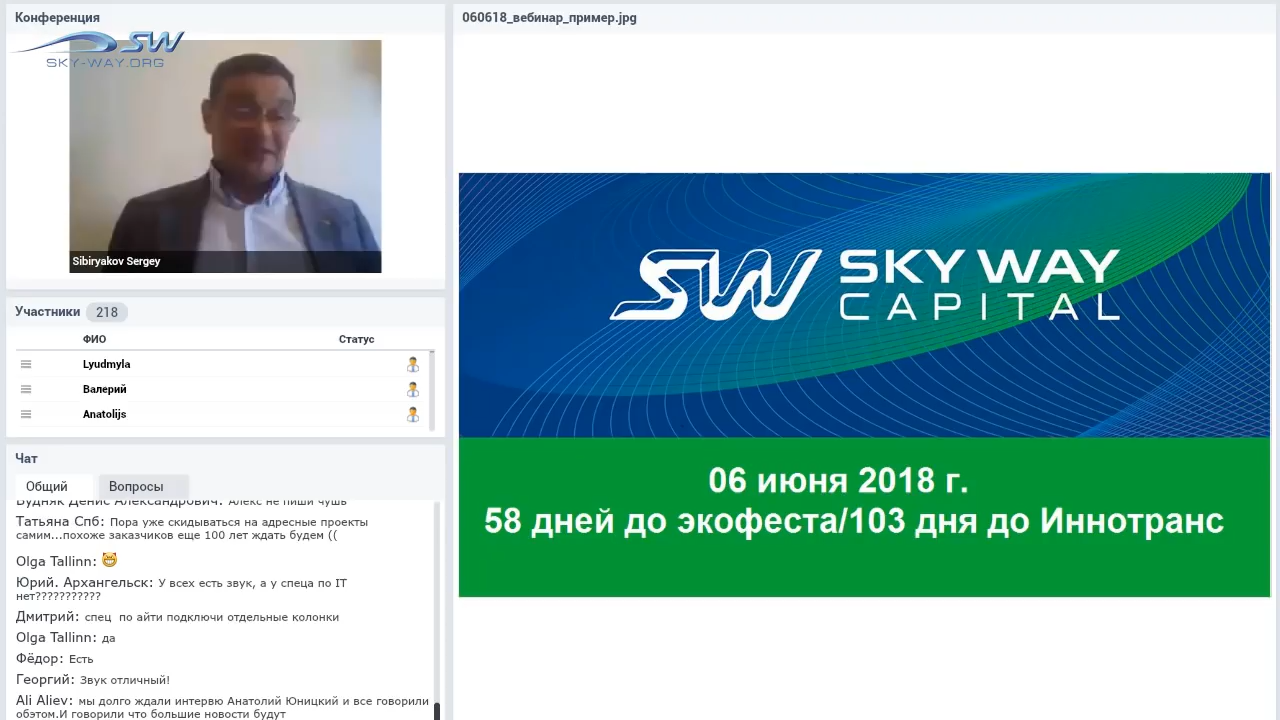 Конференция
SW
SKY-WAY.ORG
Sibiryakov Sergey
Участники 218
ФИО Статус
Lyudmyla
Валерий
Anatolijs
Чат
Общий Вопросы
Будняк Денис Александрович: Алекс не пиши чушь
Татьяна Спб: Пора уже скидываться на адресные проекты
самим...похоже заказчиков еще 100 лет ждать будем ((
Olga Tallinn:
Юрий. Архангельск: У всех есть звук, а у спеца по IT
нет???????????
Дмитрий: спец по айти подключи отдельные колонки
Olga Tallinn: да
Фёдор: Есть
Георгий: Звук отличный!
Ali Aliev: мы долго ждали интервю Анатолий Юницкий и все говорили
обэтом.И говорили что большие новости будут
060618_вебинар_пример.jpg
SW SKY WAY
CAPITAL
06 июня 2018 г.
58 дней до экофеста/103 дня до Иннотранс